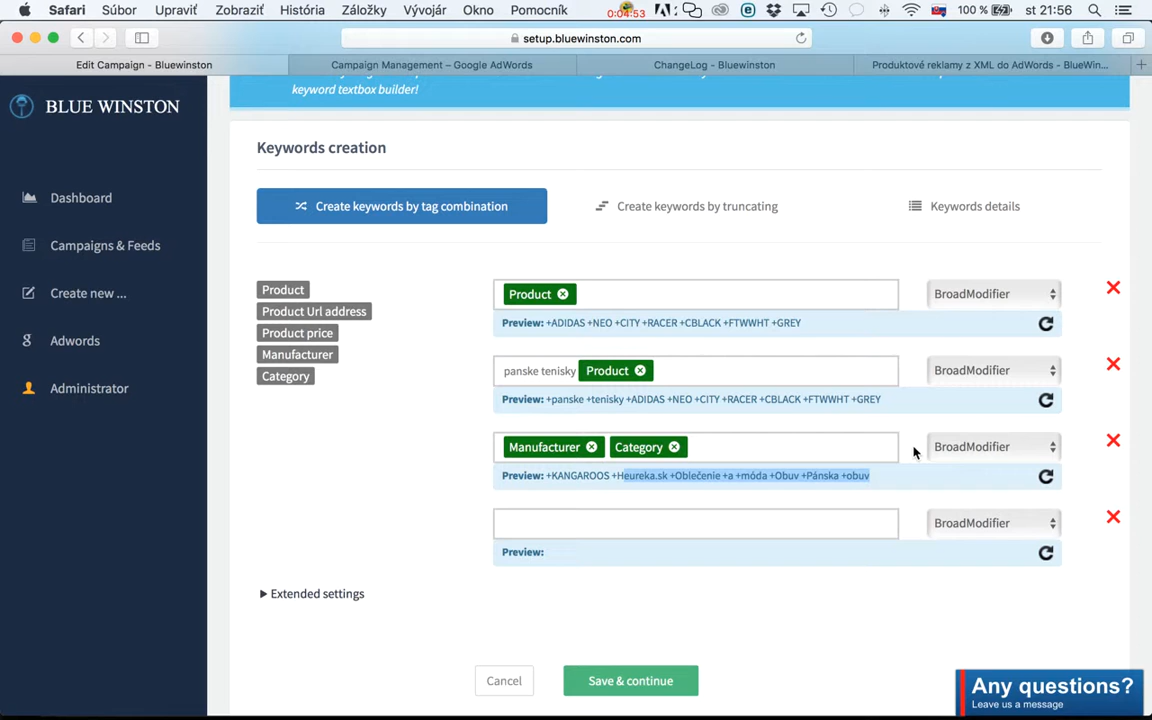 Safari Súbor Upraviť Zobraziť História Záložky Vývojár Okno Pomocník 0:04:53 100 % st 21:56
setup.bluewinston.com
Edit Campaign - Bluewinston
Campaign Management – Google AdWords
ChangeLog - Bluewinston
Produktové reklamy z XML do AdWords - BlueWin...
keyword textbox builder!
BLUE WINSTON
Dashboard
Campaigns & Feeds
Create new ...
Adwords
Administrator
Keywords creation
Create keywords by tag combination
Create keywords by truncating
Keywords details
Product
Product Url address
Product price
Manufacturer
Category
Product BroadModifier
Preview: +ADIDAS +NEO +CITY +RACER +CBLACK +FTWWHT +GREY
panske tenisky Product BroadModifier
Preview: +panske +tenisky +ADIDAS +NEO +CITY +RACER +CBLACK +FTWWHT +GREY
Manufacturer Category BroadModifier
Preview: +KANGAROOS +Heureka.sk +Oblečenie +a +móda +Obuv +Pánska +obuv
BroadModifier
Preview:
Extended settings
Cancel
Save & continue
Any questions?
Leave us a message